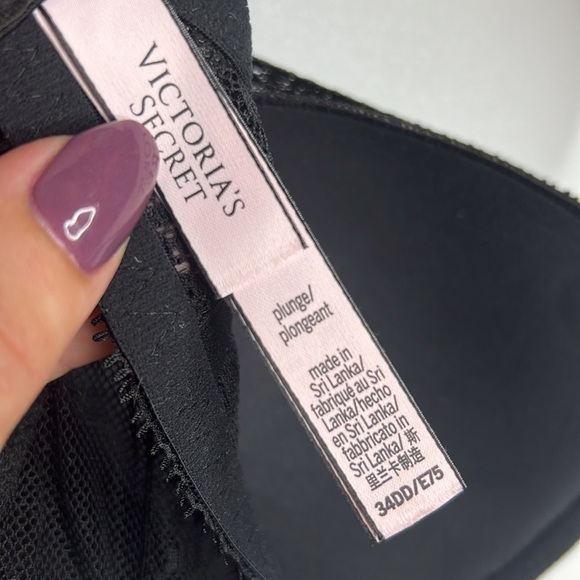 VICTORIA'S
SECRET
plunge/
plongeant
made in
Sri Lanka/
fabriqué au Sri
Lanka/hecho
en Sri Lanka/
fabbricato in
Sri Lanka/ 斯
里兰卡制造
34DD/E75